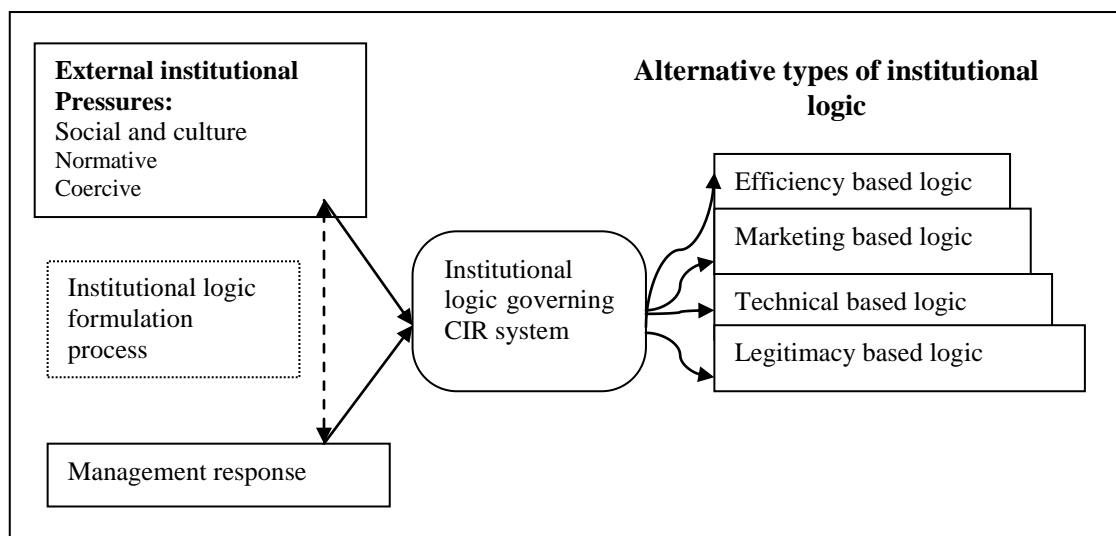 External institutional
Pressures:
Social and culture
Normative
Coercive
Institutional logic
formulation
process
Management response
Institutional
logic governing
CIR system
Alternative types of institutional
logic
Efficiency based logic
Marketing based logic
Technical based logic
Legitimacy based logic